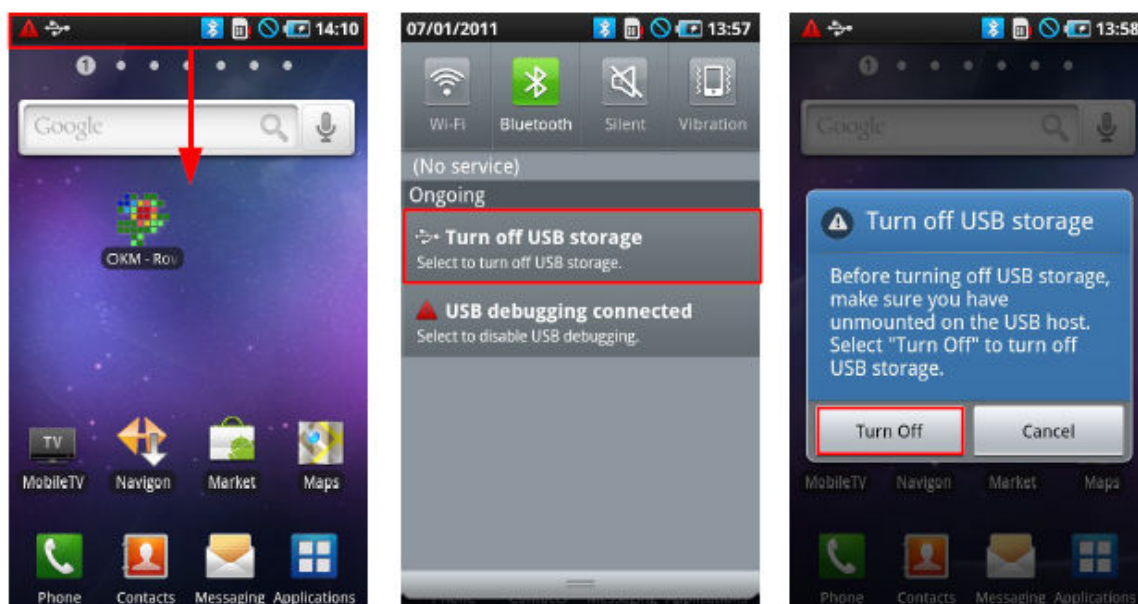 14:10
1
Google
OKM - Rov
TV
MobileTV Navigon Market Maps
Phone Contacts Messaging Applications
07/01/2011 13:57
Wi-Fi Bluetooth Silent Vibration
(No service)
Ongoing
Turn off USB storage
Select to turn off USB storage.
USB debugging connected
Select to disable USB debugging.
13:58
1
Google
Turn off USB storage
Before turning off USB storage,
make sure you have
unmounted on the USB host.
Select "Turn Off" to turn off
USB storage.
Turn Off Cancel
MobileTV Navigon Market Maps
Phone Contacts Messaging Applications